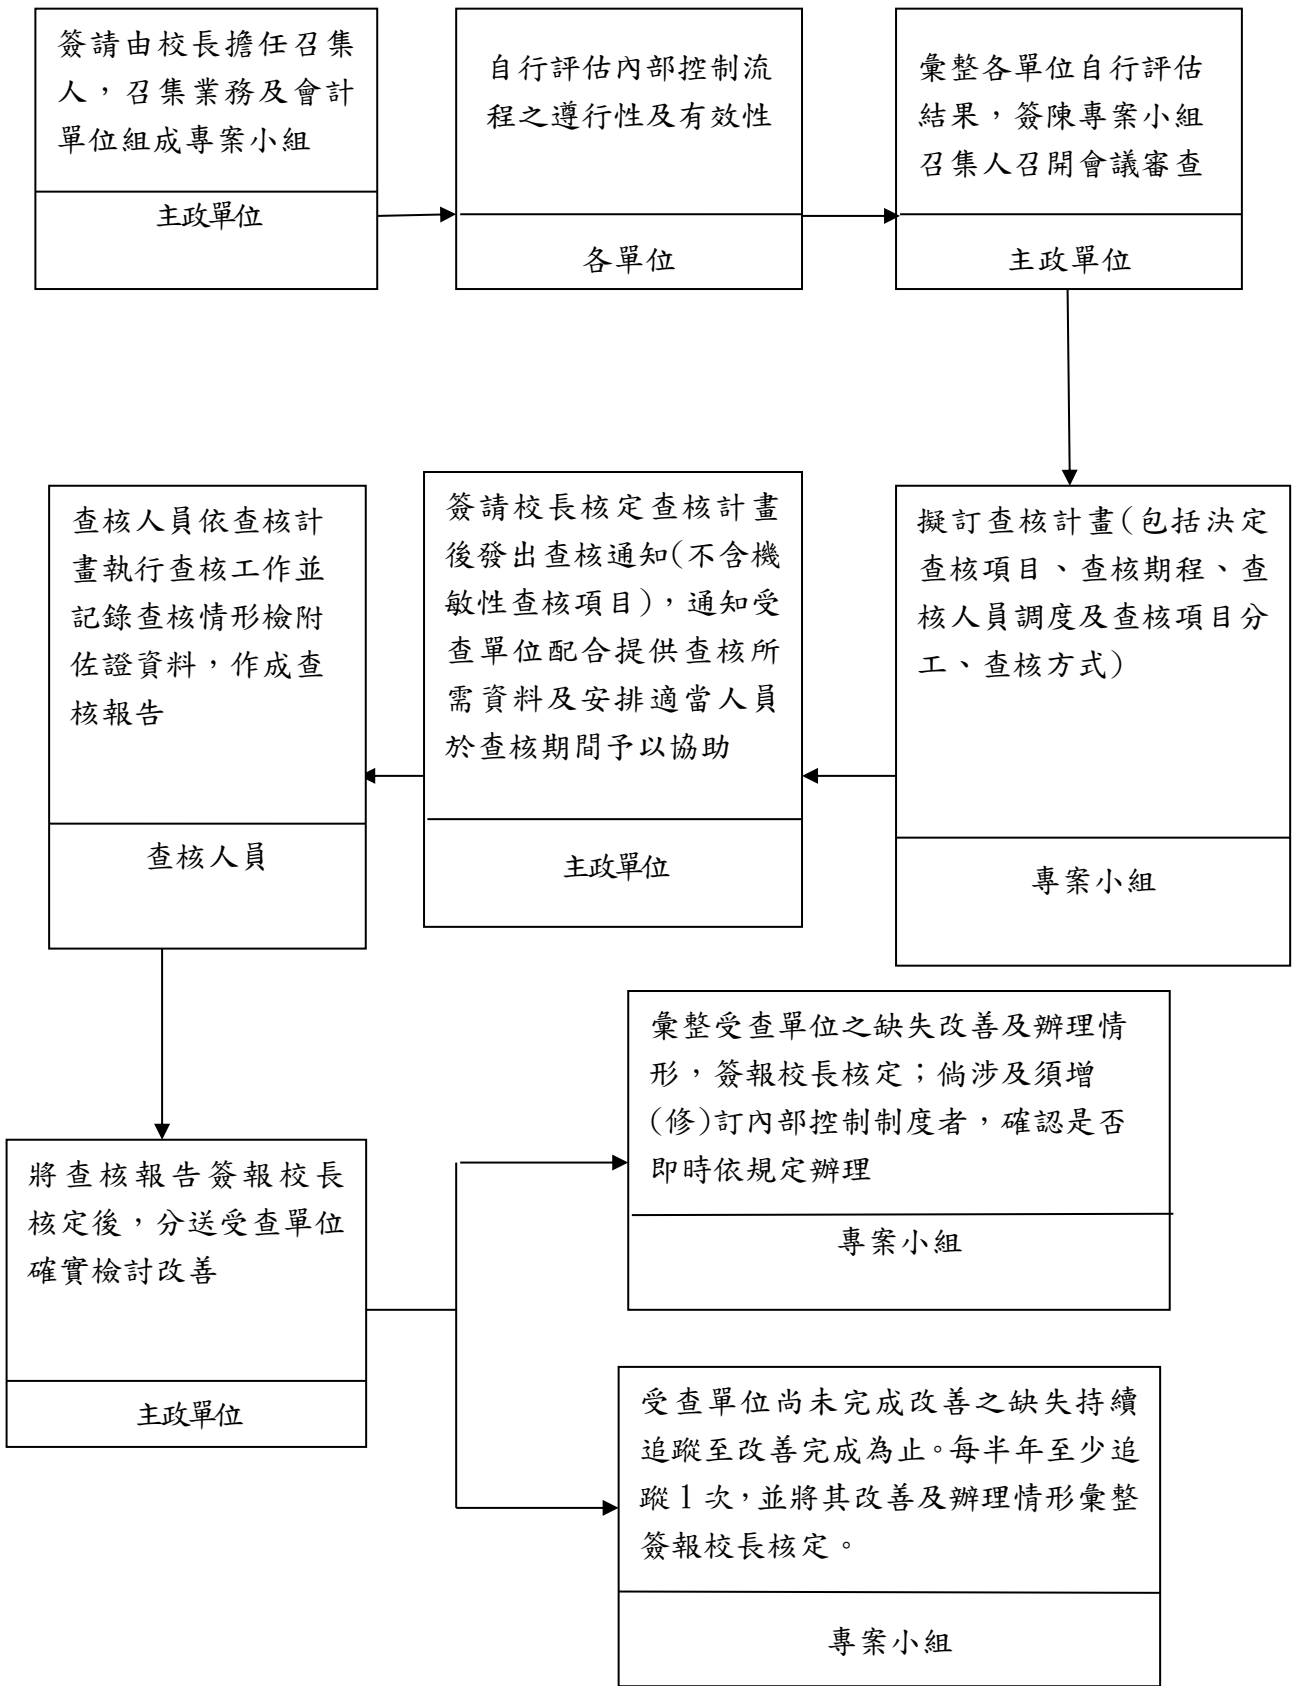 簽請由校長擔任召集
人，召集業務及會計
單位組成專案小組
主政單位
自行評估內部控制流
程之遵行性及有效性
各單位
彙整各單位自行評估
結果，簽陳專案小組
召集人召開會議審查
主政單位
擬訂查核計畫(包括決定
查核項目、查核期程、查
核人員調度及查核項目分
工、查核方式)
專案小組
簽請校長核定查核計畫
後發出查核通知(不含機
敏性查核項目)，通知受
查單位配合提供查核所
需資料及安排適當人員
於查核期間予以協助
主政單位
查核人員依查核計
畫執行查核工作並
記錄查核情形檢附
佐證資料，作成查
核報告
查核人員
將查核報告簽報校長
核定後，分送受查單位
確實檢討改善
主政單位
彙整受查單位之缺失改善及辦理情
形，簽報校長核定；倘涉及須增
(修)訂內部控制制度者，確認是否
即時依規定辦理
專案小組
受查單位尚未完成改善之缺失持續
追蹤至改善完成為止。每半年至少追
蹤1次，並將其改善及辦理情形彙整
簽報校長核定。
專案小組